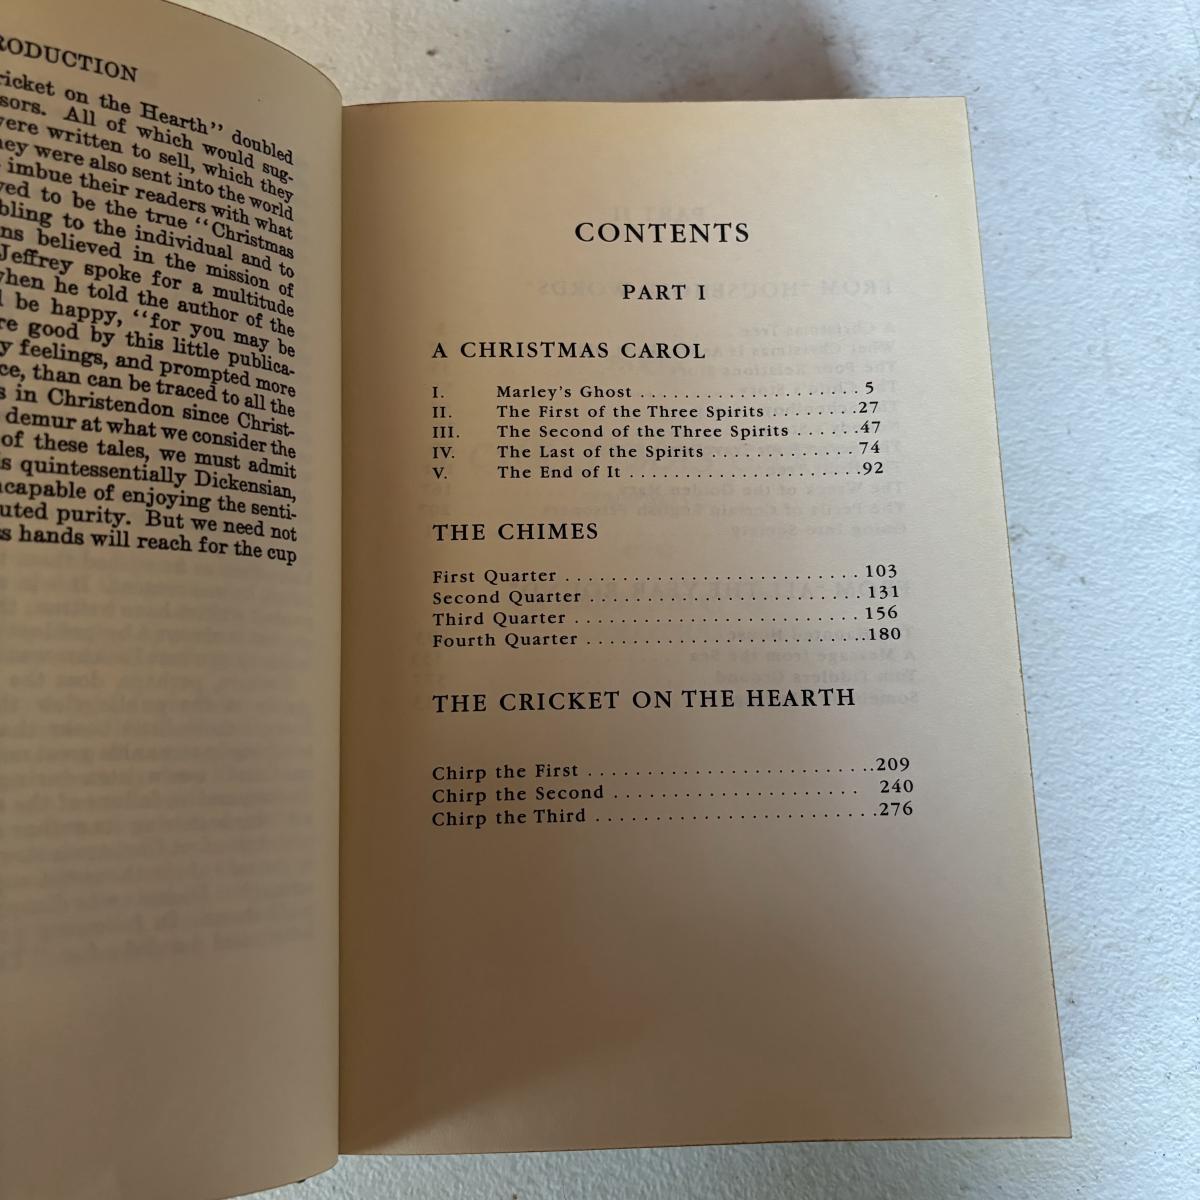 RODUCTION
ricket on the Hearth" doubled
sors. All of which would sug-
vere written to sell, which they
hey were also sent into the world
imbue their readers with what
ved to be the true "Christmas
bling to the individual and to
ns believed in the mission of
Jeffrey spoke for a multitude
when he told the author of the
l be happy, "for you may be
re good by this little publica-
y feelings, and prompted more
ce, than can be traced to all the
s in Christendon since Christ-
demur at what we consider the
of these tales, we must admit
is quintessentially Dickensian,
ncapable of enjoying the senti-
uted purity. But we need not
ss hands will reach for the cup
CONTENTS
PART I
A CHRISTMAS CAROL
I. Marley's Ghost . . . . . . . . . . . . . . . . . . . 5
II. The First of the Three Spirits . . . . . . . .27
III. The Second of the Three Spirits . . . . . .47
IV. The Last of the Spirits . . . . . . . . . . . . . 74
V. The End of It . . . . . . . . . . . . . . . . . . . .92
THE CHIMES
First Quarter . . . . . . . . . . . . . . . . . . . . . . . . . . 103
Second Quarter . . . . . . . . . . . . . . . . . . . . . . . . 131
Third Quarter . . . . . . . . . . . . . . . . . . . . . . . . . 156
Fourth Quarter . . . . . . . . . . . . . . . . . . . . . . . ..180
THE CRICKET ON THE HEARTH
Chirp the First . . . . . . . . . . . . . . . . . . . . . . . ..209
Chirp the Second . . . . . . . . . . . . . . . . . . . . . 240
Chirp the Third . . . . . . . . . . . . . . . . . . . . . . . .276